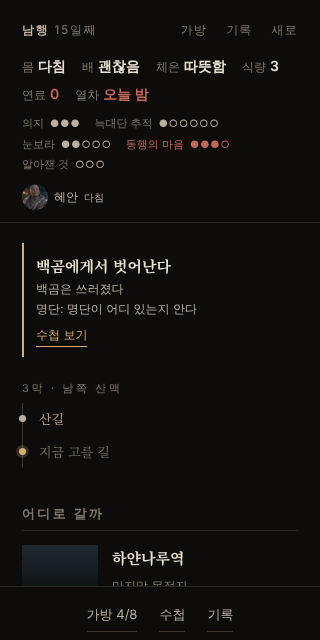 남행 15일째 가방 기록 새로
몸 다침 배 괜찮음 체온 따뜻함 식량 3
연료 0 열차 오늘 밤
의지 늑대단 추적
눈보라 동행의 마음
알아챈 것
혜안 다침
백곰에게서 벗어난다
백곰은 쓰러졌다
명단: 명단이 어디 있는지 안다
수첩 보기
3막 · 남쪽 산맥
산길
지금 고를 길
어디로 갈까
하얀나루역
마지막 목적지
가방 4/8 수첩 기록